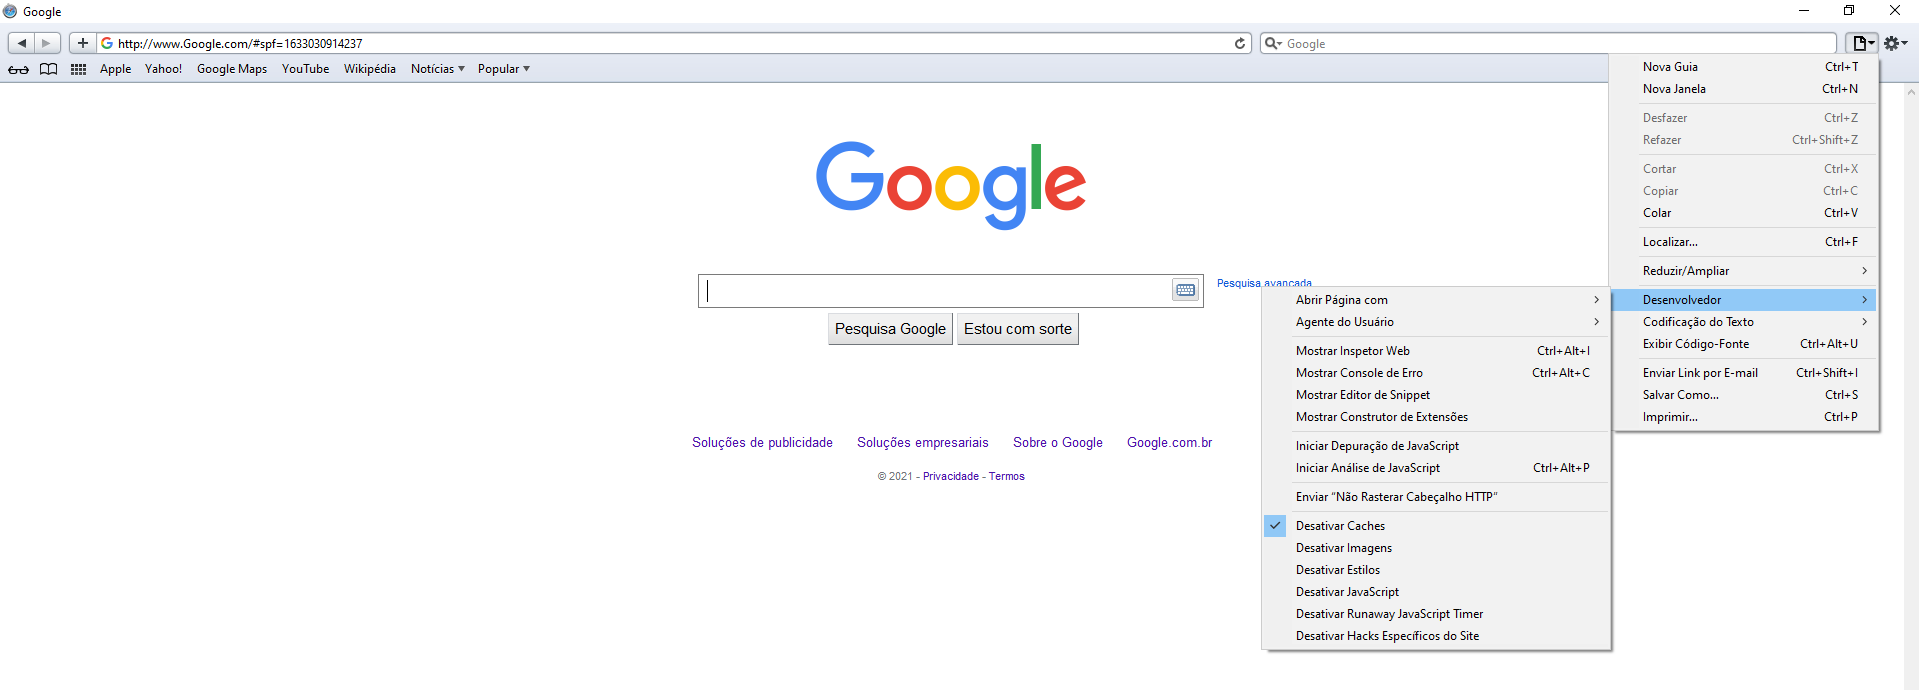 Google
http://www.Google.com/#spf=1633030914237
Google
Apple Yahoo! Google Maps YouTube Wikipédia Notícias Popular
Nova Guia Ctrl+T
Nova Janela Ctrl+N
Desfazer Ctrl+Z
Refazer Ctrl+Shift+Z
Cortar Ctrl+X
Copiar Ctrl+C
Colar Ctrl+V
Localizar... Ctrl+F
Reduzir/Ampliar
Desenvolvedor
Codificação do Texto
Exibir Código-Fonte Ctrl+Alt+U
Enviar Link por E-mail Ctrl+Shift+I
Salvar Como... Ctrl+S
Imprimir... Ctrl+P
Abrir Página com
Agente do Usuário
Mostrar Inspetor Web Ctrl+Alt+I
Mostrar Console de Erro Ctrl+Alt+C
Mostrar Editor de Snippet
Mostrar Construtor de Extensões
Iniciar Depuração de JavaScript
Iniciar Análise de JavaScript Ctrl+Alt+P
Enviar “Não Rasterar Cabeçalho HTTP”
Desativar Caches
Desativar Imagens
Desativar Estilos
Desativar JavaScript
Desativar Runaway JavaScript Timer
Desativar Hacks Específicos do Site
Google
Pesquisa avançada
Pesquisa Google Estou com sorte
Soluções de publicidade Soluções empresariais Sobre o Google Google.com.br
© 2021 - Privacidade - Termos